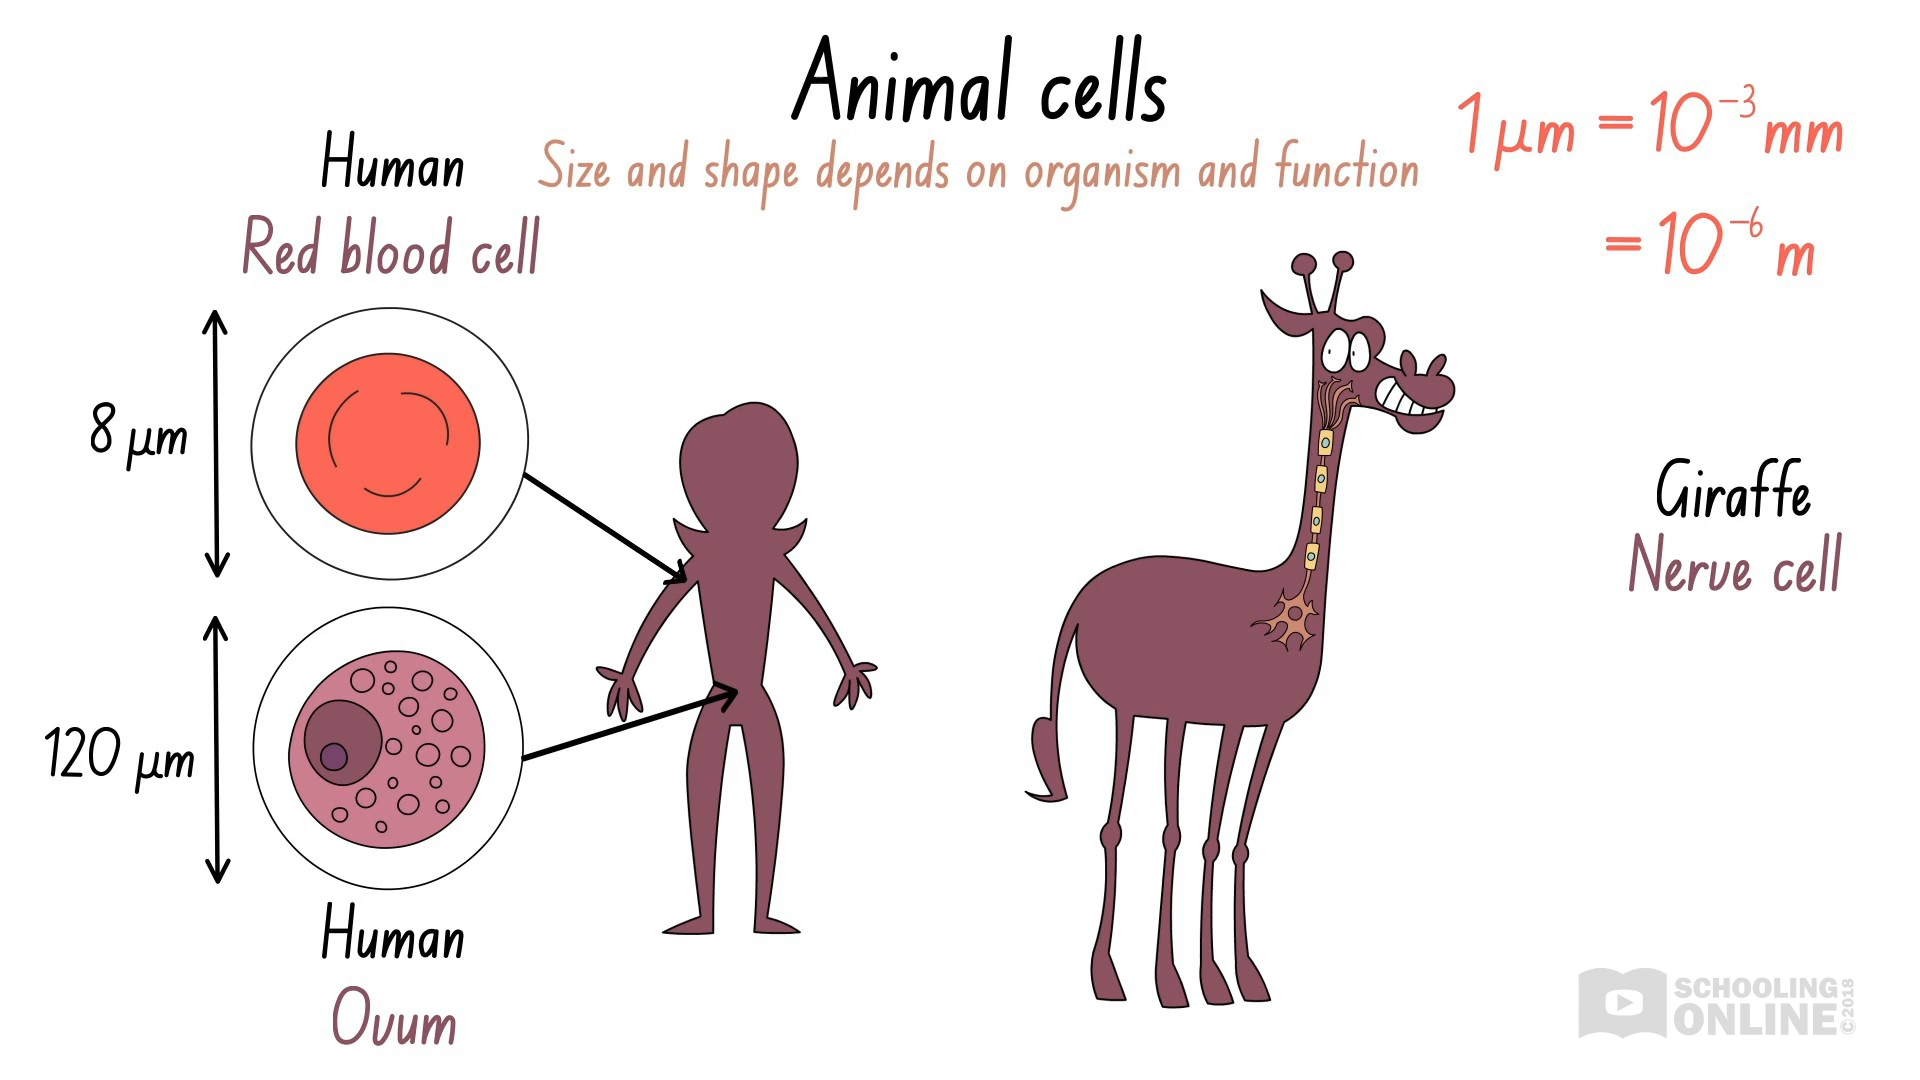 Animal cells
Size and shape depends on organism and function
1 μm = 10⁻³ mm
= 10⁻⁶ m
Human
Red blood cell
8 μm
120 μm
Human
Ovum
Giraffe
Nerve cell
SCHOOLING
ONLINE
©2018